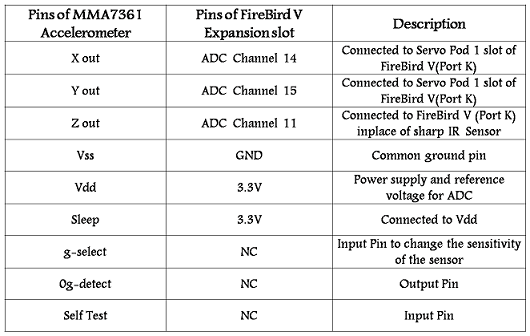 Pins of MMA7361 Accelerometer | Pins of FireBird V Expansion slot | Description
X out | ADC Channel 14 | Connected to Servo Pod 1 slot of FireBird V(Port K)
Y out | ADC Channel 15 | Connected to Servo Pod 1 slot of FireBird V(Port K)
Z out | ADC Channel 11 | Connected to FireBird V (Port K) inplace of sharp IR Sensor
Vss | GND | Common ground pin
Vdd | 3.3V | Power supply and reference voltage for ADC
Sleep | 3.3V | Connected to Vdd
g-select | NC | Input Pin to change the sensitivity of the sensor
0g-detect | NC | Output Pin
Self Test | NC | Input Pin